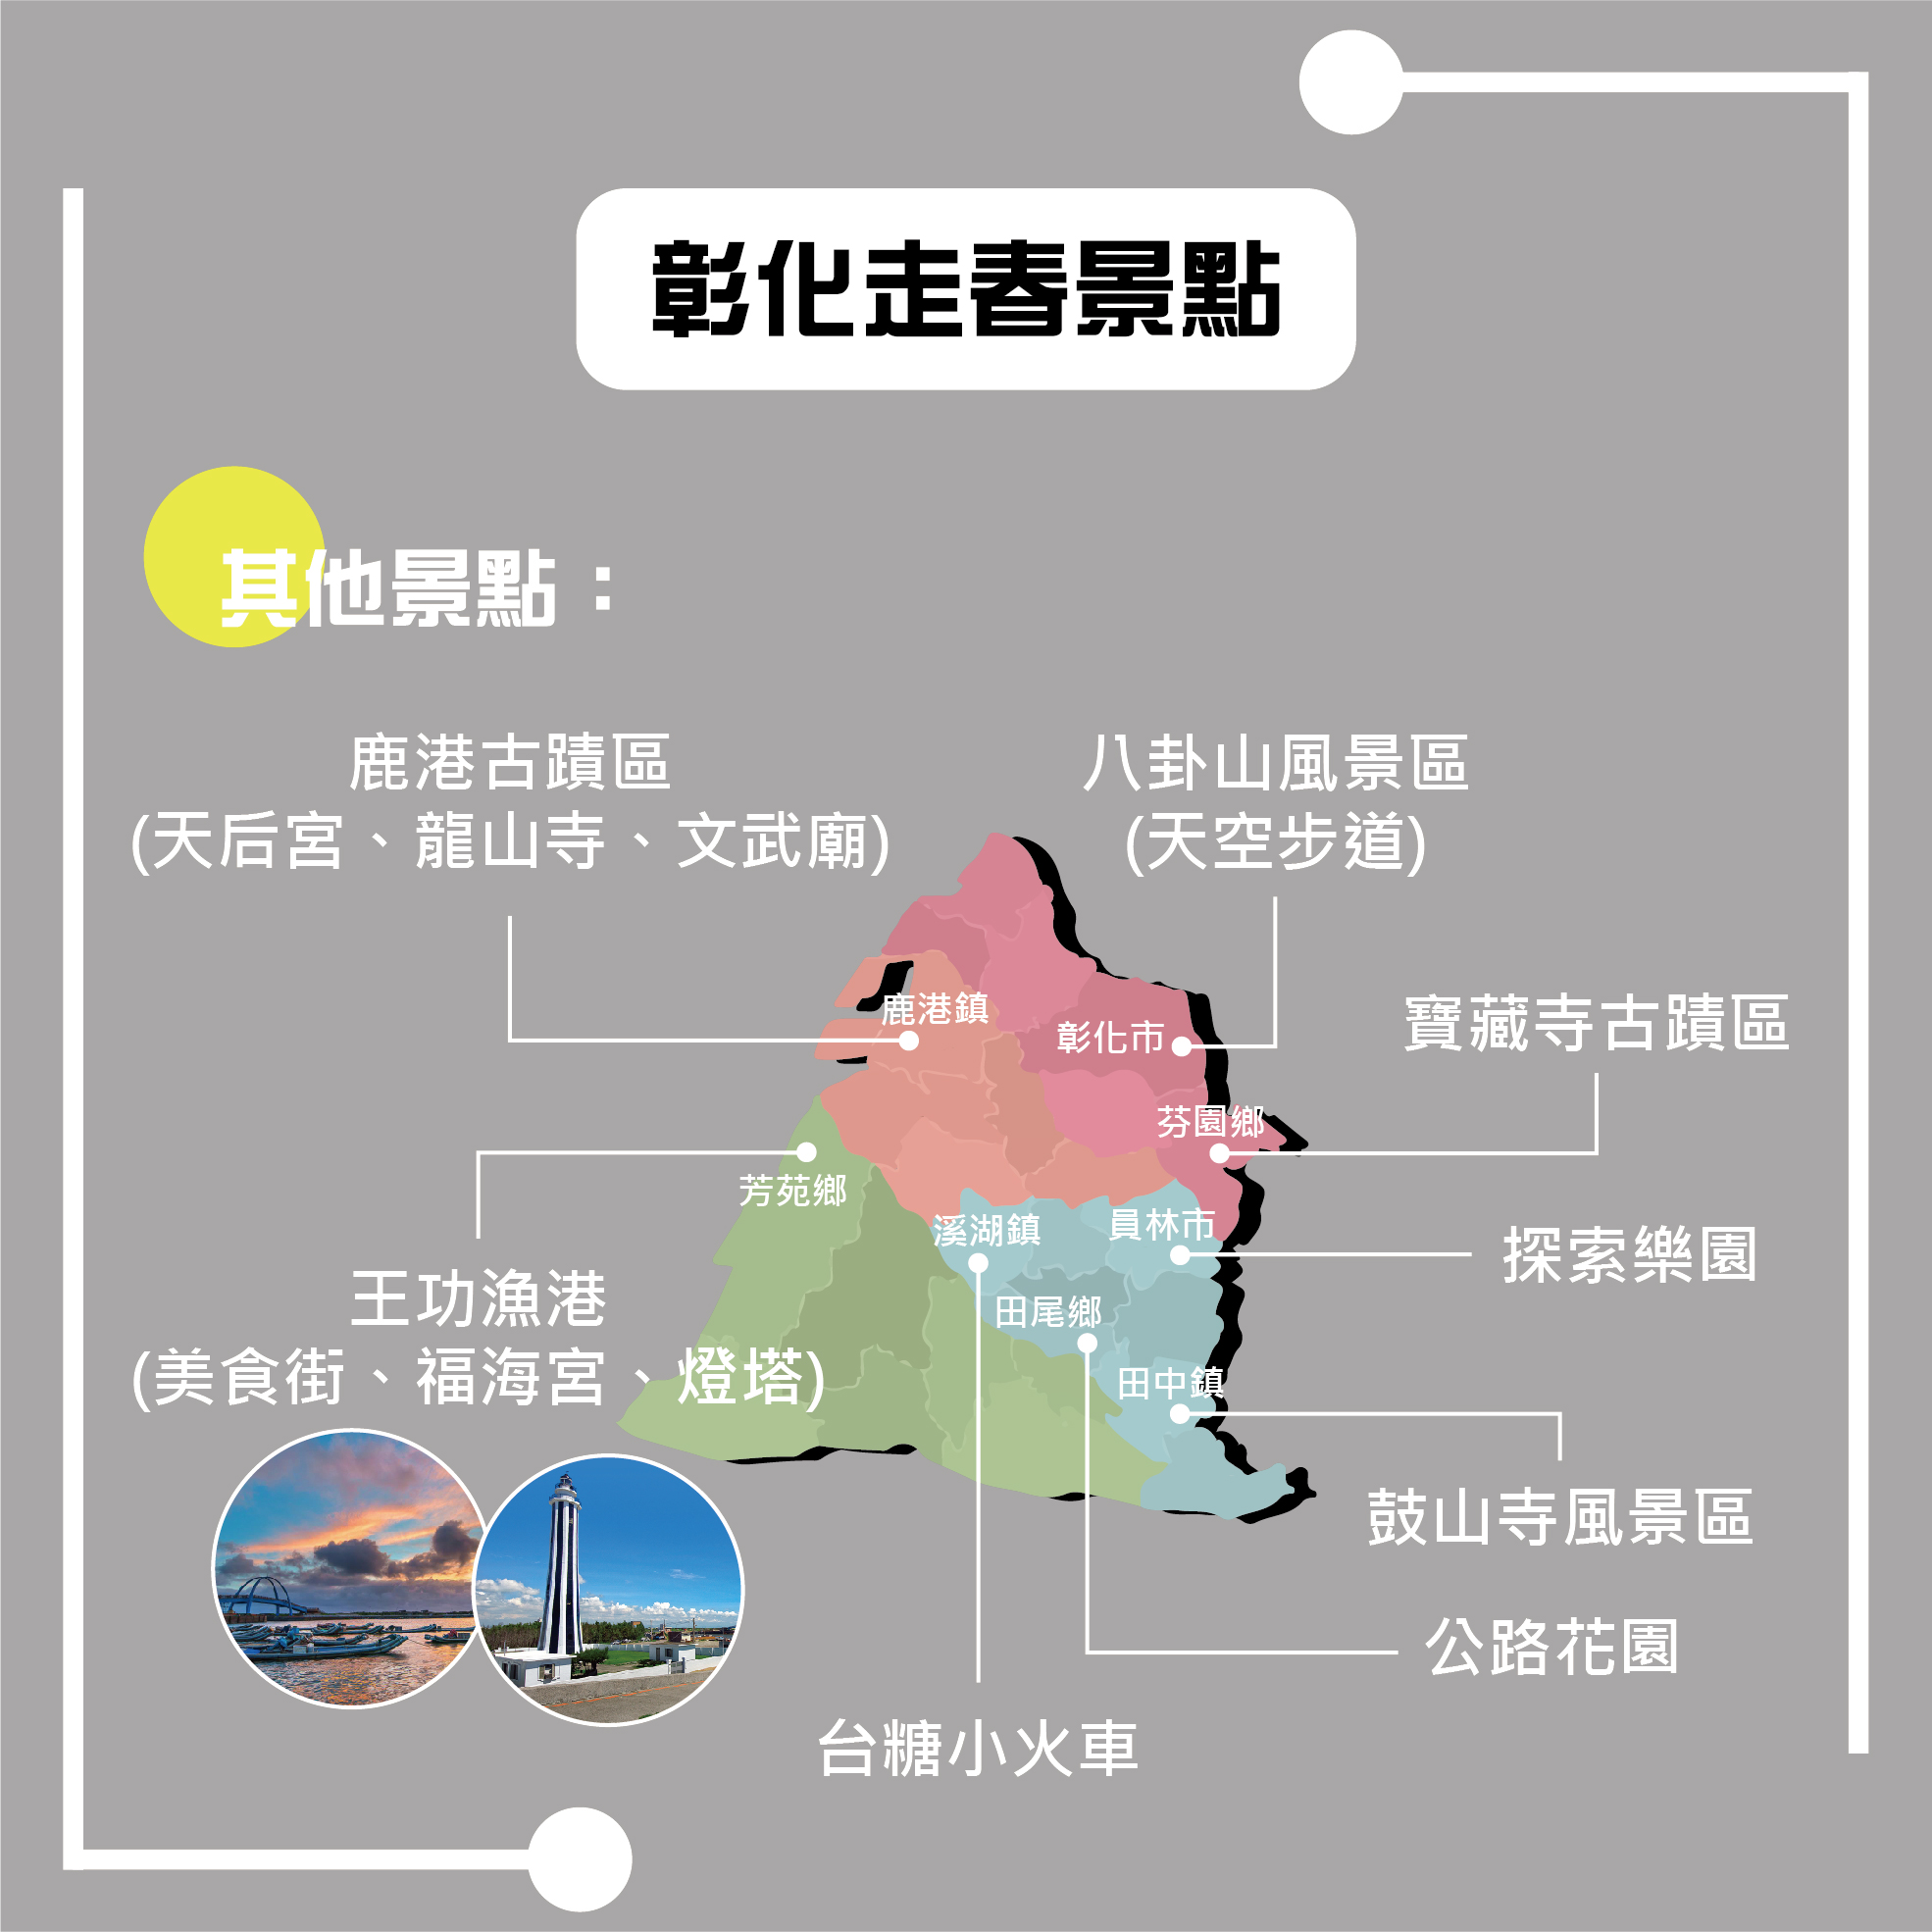 彰化走春景點
其他景點：
鹿港古蹟區
(天后宮、龍山寺、文武廟)
八卦山風景區
(天空步道)
鹿港鎮
彰化市
寶藏寺古蹟區
芬園鄉
芳苑鄉
溪湖鎮
員林市
探索樂園
王功漁港
(美食街、福海宮、燈塔)
田尾鄉
田中鎮
鼓山寺風景區
公路花園
台糖小火車